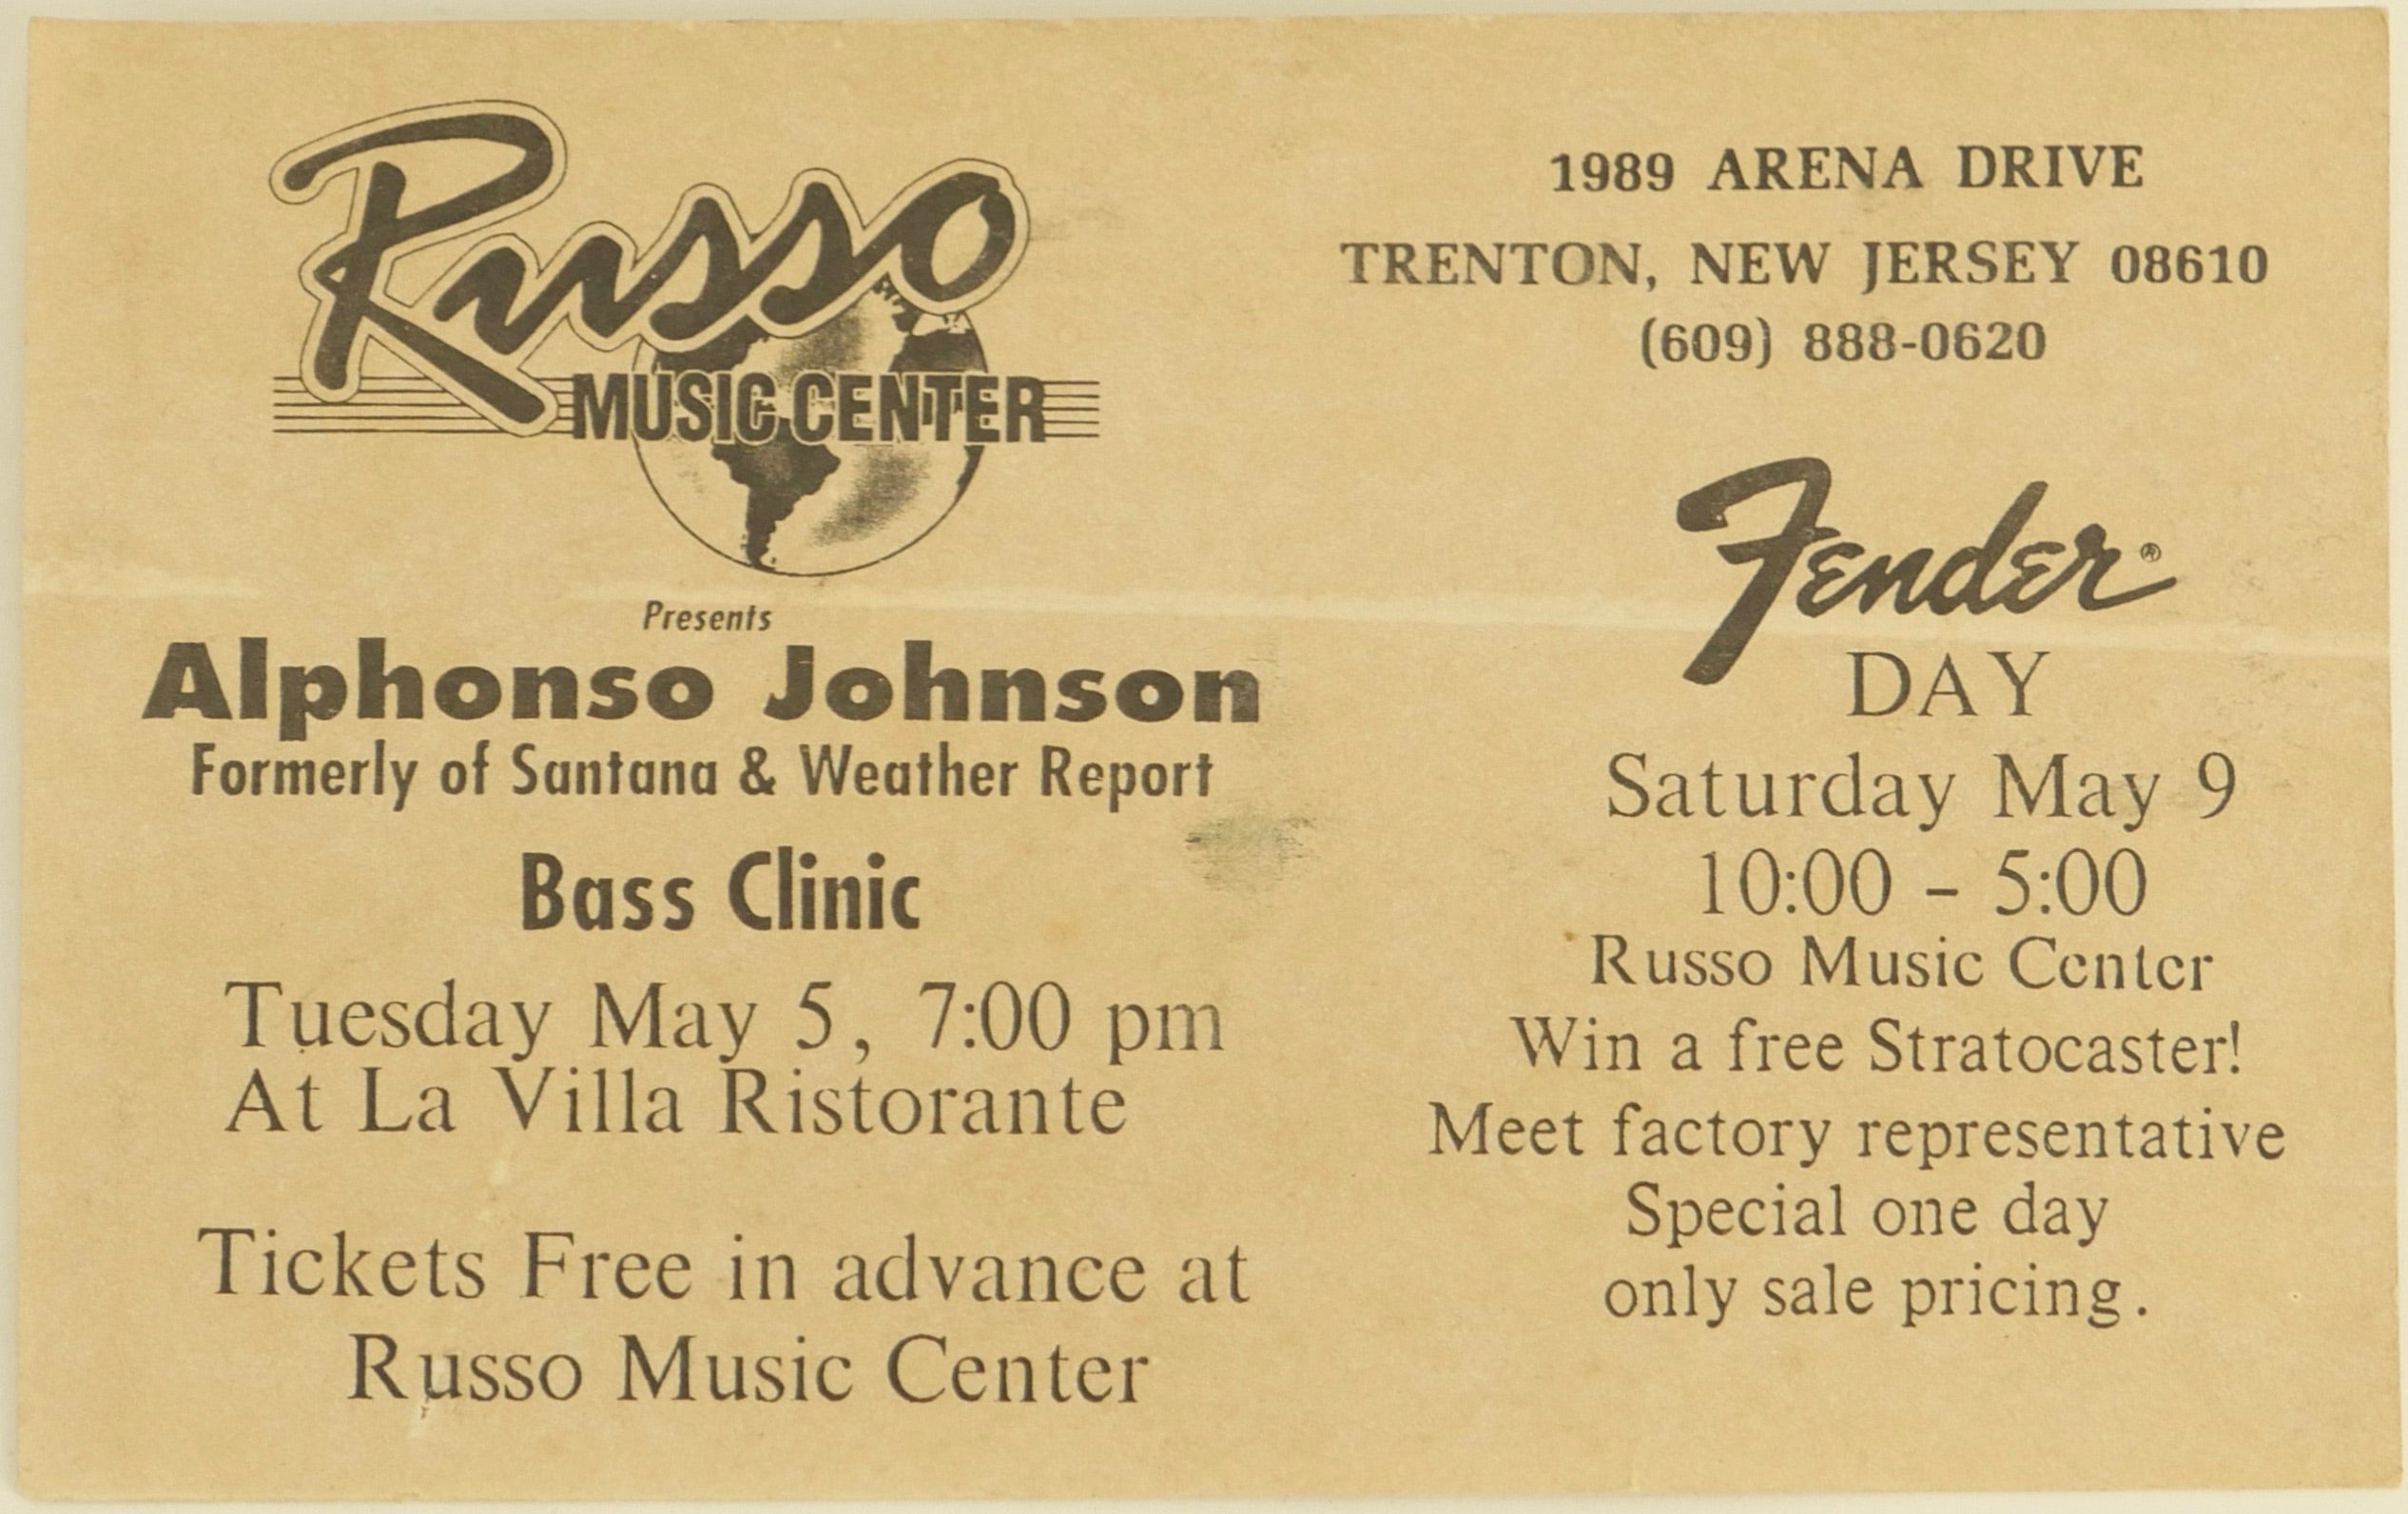 Russo
MUSIC CENTER
Presents
Alphonso Johnson
Formerly of Santana & Weather Report
Bass Clinic
Tuesday May 5, 7:00 pm
At La Villa Ristorante
Tickets Free in advance at
Russo Music Center
1989 ARENA DRIVE
TRENTON, NEW JERSEY 08610
(609) 888-0620
Fender®
DAY
Saturday May 9
10:00 - 5:00
Russo Music Center
Win a free Stratocaster!
Meet factory representative
Special one day
only sale pricing.